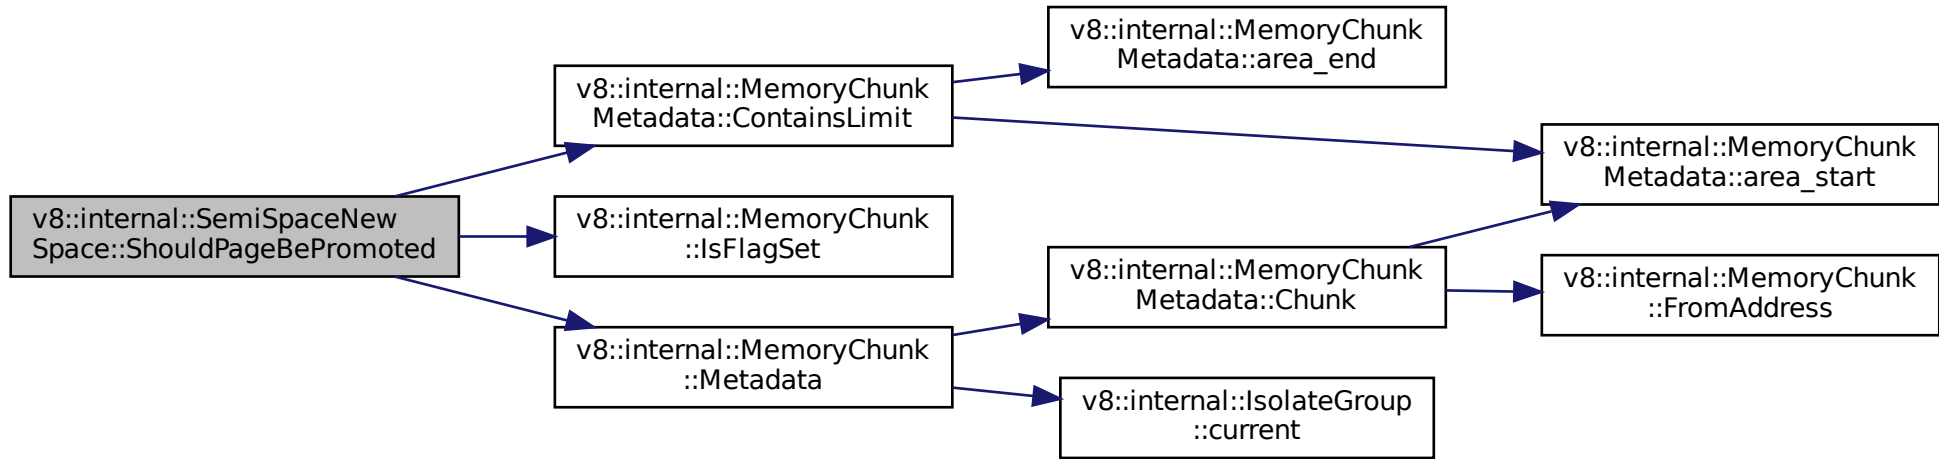 v8::internal::SemiSpaceNew
Space::ShouldPageBePromoted
v8::internal::MemoryChunk
Metadata::ContainsLimit
v8::internal::MemoryChunk
Metadata::area_end
v8::internal::MemoryChunk
Metadata::area_start
v8::internal::MemoryChunk
::IsFlagSet
v8::internal::MemoryChunk
::Metadata
v8::internal::MemoryChunk
Metadata::Chunk
v8::internal::MemoryChunk
::FromAddress
v8::internal::IsolateGroup
::current